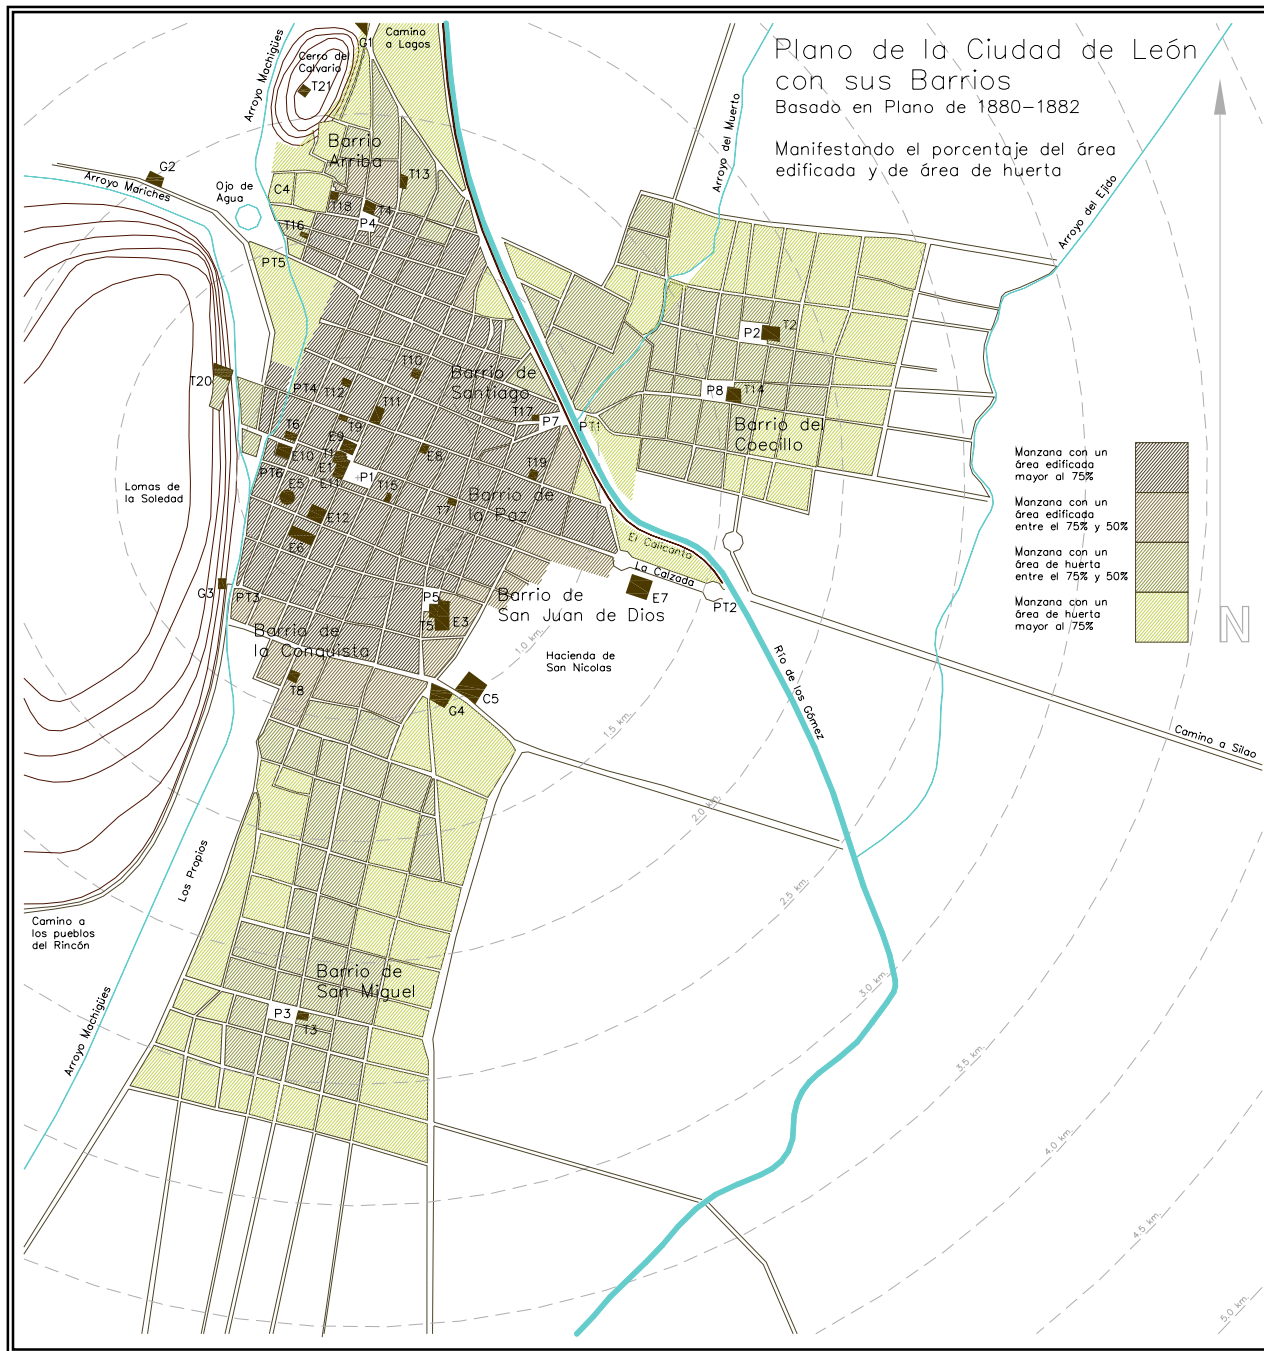 Plano de la Ciudad de León
con sus Barrios
Basado en Plano de 1880-1882
Manifestando el porcentaje del área
edificada y de área de huerta
Camino
a Lagos
G1
Cerro del
Calvario
T21
Arroyo Machigües
Barrio
Arriba
T13
G2
Arroyo Mariches
Ojo de
Agua
C4
T18
T4
P4
T16
PT5
Arroyo del Muerto
Arroyo del Ejido
P2
T2
P8
T14
Barrio del
Coecillo
T20
T10
PT4
T12
Barrio de
Santiago
T11
T17
P7
PT1
T6
T9
E9
E10
T1
E8
PT6
E1
P1
T19
E5
E11
T15
Barrio de
la Paz
T7
E12
E6
Lomas de
la Soledad
El Calicanto
La Calzada
E7
PT2
G3
PT3
P5
T5
E3
Barrio de
San Juan de Dios
Barrio de
la Conquista
Hacienda de
San Nicolas
T8
G4
C5
Río de los Gómez
Camino a Silao
Los Propios
Camino a
los pueblos
del Rincón
Arroyo Machigües
Barrio de
San Miguel
P3
T3
Manzana con un
área edificada
mayor al 75%
Manzana con un
área edificada
entre el 75% y 50%
Manzana con un
área de huerta
entre el 75% y 50%
Manzana con un
área de huerta
mayor al 75%
N
1.0 km.
1.5 km.
2.0 km.
2.5 km.
3.0 km.
3.5 km.
4.0 km.
4.5 km.
5.0 km.